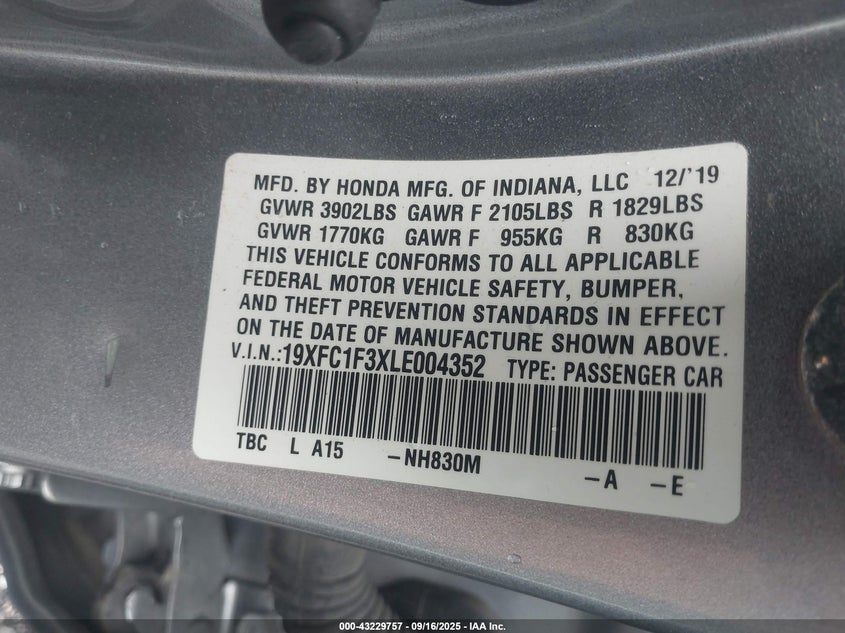 MFD. BY HONDA MFG. OF INDIANA, LLC 12/'19
GVWR 3902LBS GAWR F 2105LBS R 1829LBS
GVWR 1770KG GAWR F 955KG R 830KG
THIS VEHICLE CONFORMS TO ALL APPLICABLE
FEDERAL MOTOR VEHICLE SAFETY, BUMPER,
AND THEFT PREVENTION STANDARDS IN EFFECT
ON THE DATE OF MANUFACTURE SHOWN ABOVE.
V.I.N.:19XFC1F3XLE004352 TYPE: PASSENGER CAR
TBC L A15 -NH830M -A -E
000-43229757 - 09/16/2025 - IAA Inc.